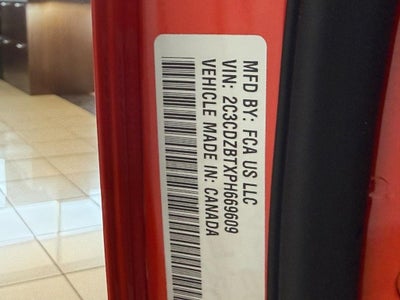 MFD BY: FCA US LLC
VIN: 2C3CDZBTXPH669609
VEHICLE MADE IN: CANADA